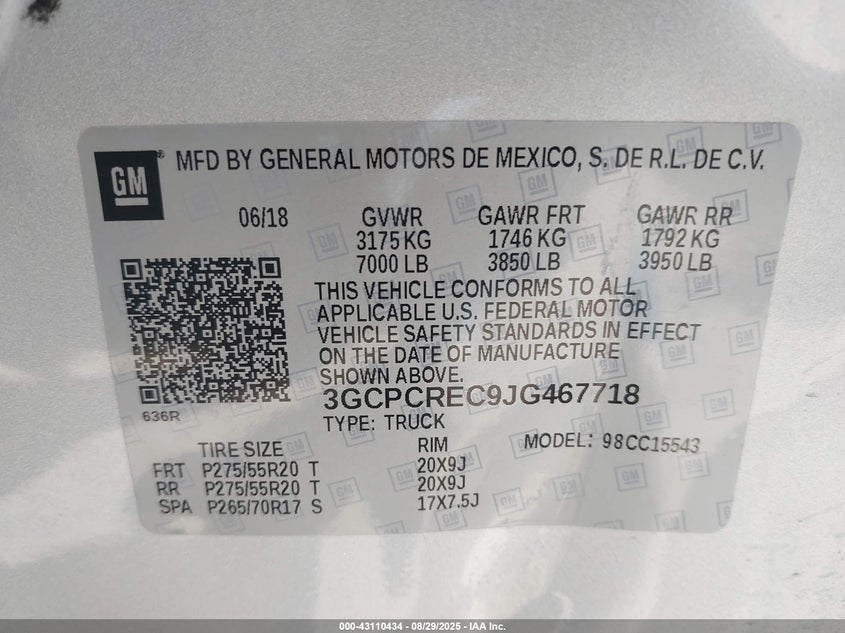 GM ® MFD BY GENERAL MOTORS DE MEXICO, S. DE R.L. DE C.V.
06/18 GVWR GAWR FRT GAWR RR
3175 KG 1746 KG 1792 KG
7000 LB 3850 LB 3950 LB
THIS VEHICLE CONFORMS TO ALL
APPLICABLE U.S. FEDERAL MOTOR
VEHICLE SAFETY STANDARDS IN EFFECT
ON THE DATE OF MANUFACTURE
SHOWN ABOVE.
3GCPCREC9JG467718
636R
TYPE: TRUCK
TIRE SIZE RIM MODEL: 98CC15543
FRT P275/55R20 T 20X9J
RR P275/55R20 T 20X9J
SPA P265/70R17 S 17X7.5J
000-43110434 - 08/29/2025 - IAA Inc.